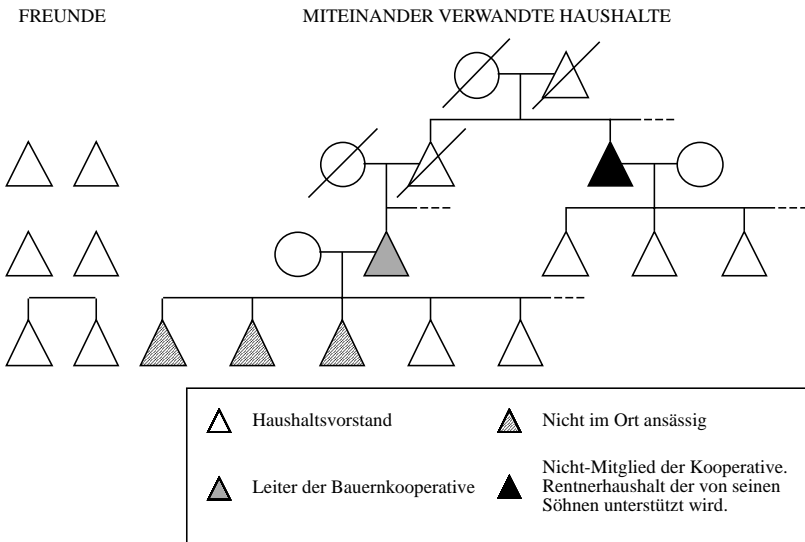 FREUNDE
MITEINANDER VERWANDTE HAUSHALTE
Haushaltsvorstand
Nicht im Ort ansässig
Leiter der Bauernkooperative
Nicht-Mitglied der Kooperative.
Rentnerhaushalt der von seinen
Söhnen unterstützt wird.